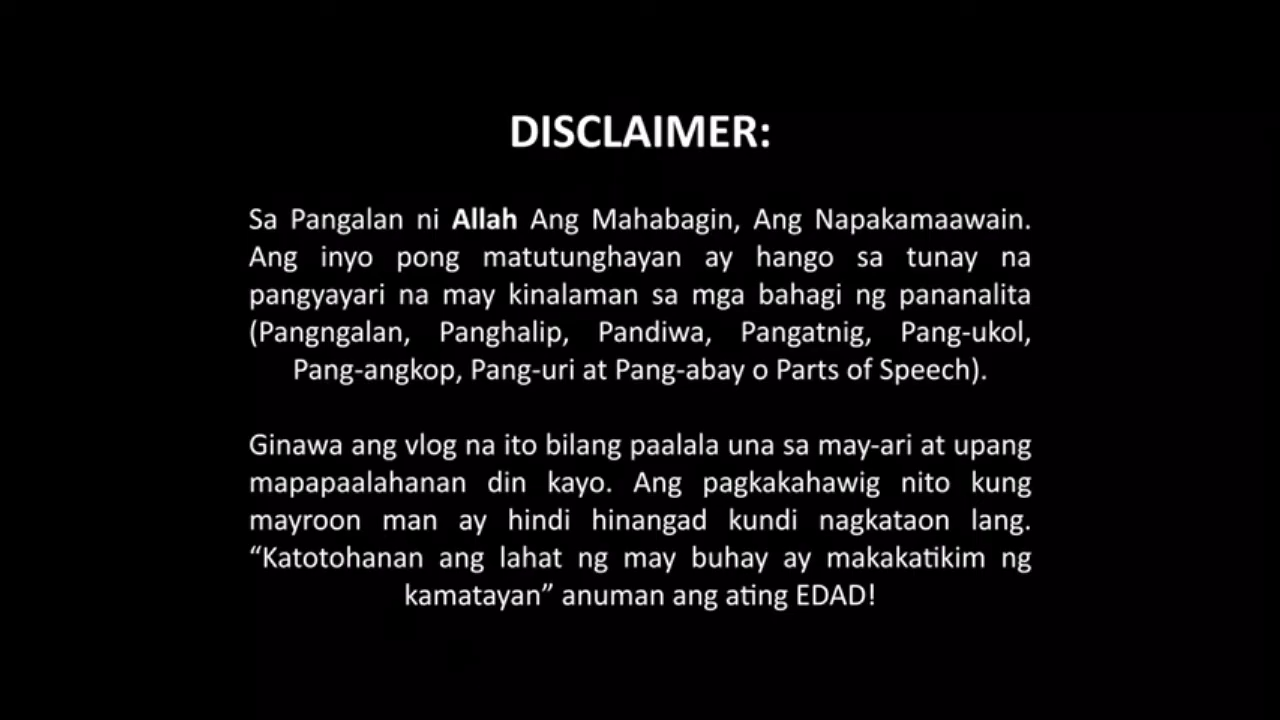 DISCLAIMER:
Sa Pangalan ni Allah Ang Mahabagin, Ang Napakamaawain.
Ang inyo pong matutunghayan ay hango sa tunay na
pangyayari na may kinalaman sa mga bahagi ng pananalita
(Pangngalan, Panghalip, Pandiwa, Pangatnig, Pang-ukol,
Pang-angkop, Pang-uri at Pang-abay o Parts of Speech).
Ginawa ang vlog na ito bilang paalala una sa may-ari at upang
mapapaalahanan din kayo. Ang pagkakahawig nito kung
mayroon man ay hindi hinangad kundi nagkataon lang.
“Katotohanan ang lahat ng may buhay ay makakatikim ng
kamatayan” anuman ang ating EDAD!